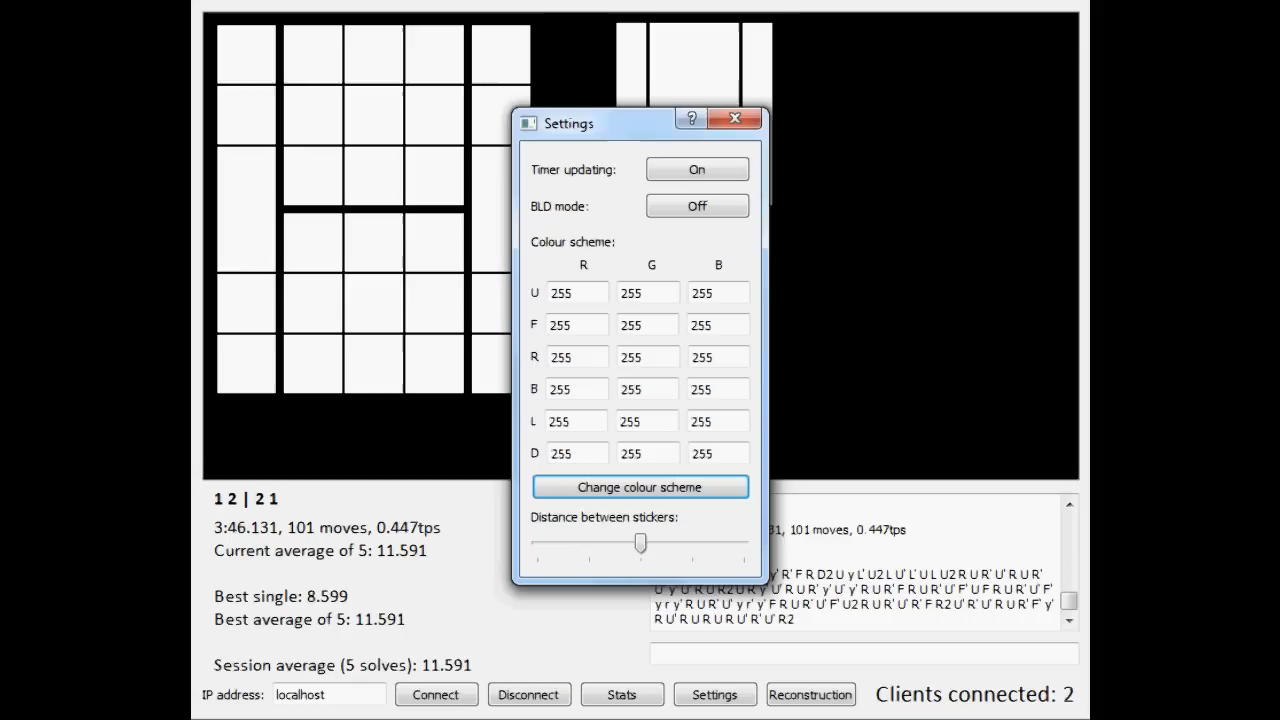 Settings
?
Timer updating: On
BLD mode: Off
Colour scheme:
R G B
U 255 255 255
F 255 255 255
R 255 255 255
B 255 255 255
L 255 255 255
D 255 255 255
Change colour scheme
Distance between stickers:
1 2 | 2 1
3:46.131, 101 moves, 0.447tps
Current average of 5: 11.591
Best single: 8.599
Best average of 5: 11.591
Session average (5 solves): 11.591
1, 101 moves, 0.447tps
y' R' F R D2 U y L' U2 L U' L' U L U2 R U R' U' R U R'
U' y' U' R U R2 U R y' U R U R' y' U' y' R U R' F R U R' U' F' U F R U R' U' F'
y r y' R U R' U' y r' y' F R U R' U' F' U2 R U R' U' R' F R2 U' R' U' R U R' F' y'
R U' R U R U R U' R' U' R2
IP address: localhost Connect Disconnect Stats Settings Reconstruction Clients connected: 2